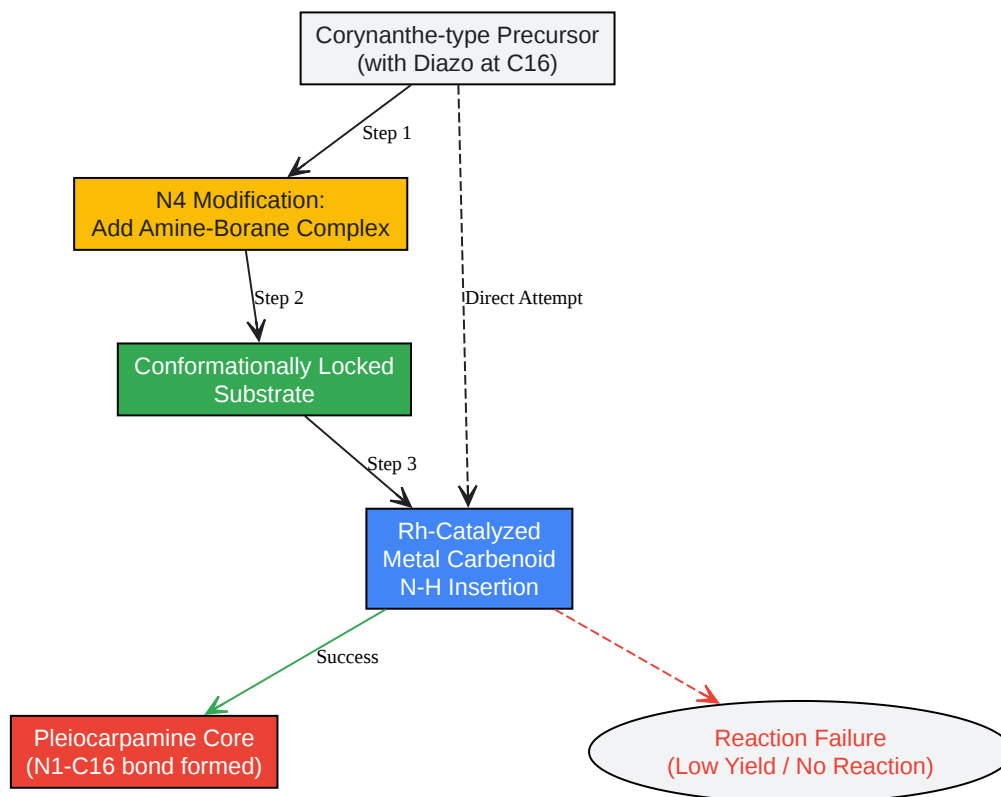 Corynanthe-type Precursor
(with Diazo at C16)
Step 1
N4 Modification:
Add Amine-Borane Complex
Step 2
Direct Attempt
Conformationally Locked
Substrate
Step 3
Rh-Catalyzed
Metal Carbenoid
N-H Insertion
Success
Pleiocarpamine Core
(N1-C16 bond formed)
Reaction Failure
(Low Yield / No Reaction)